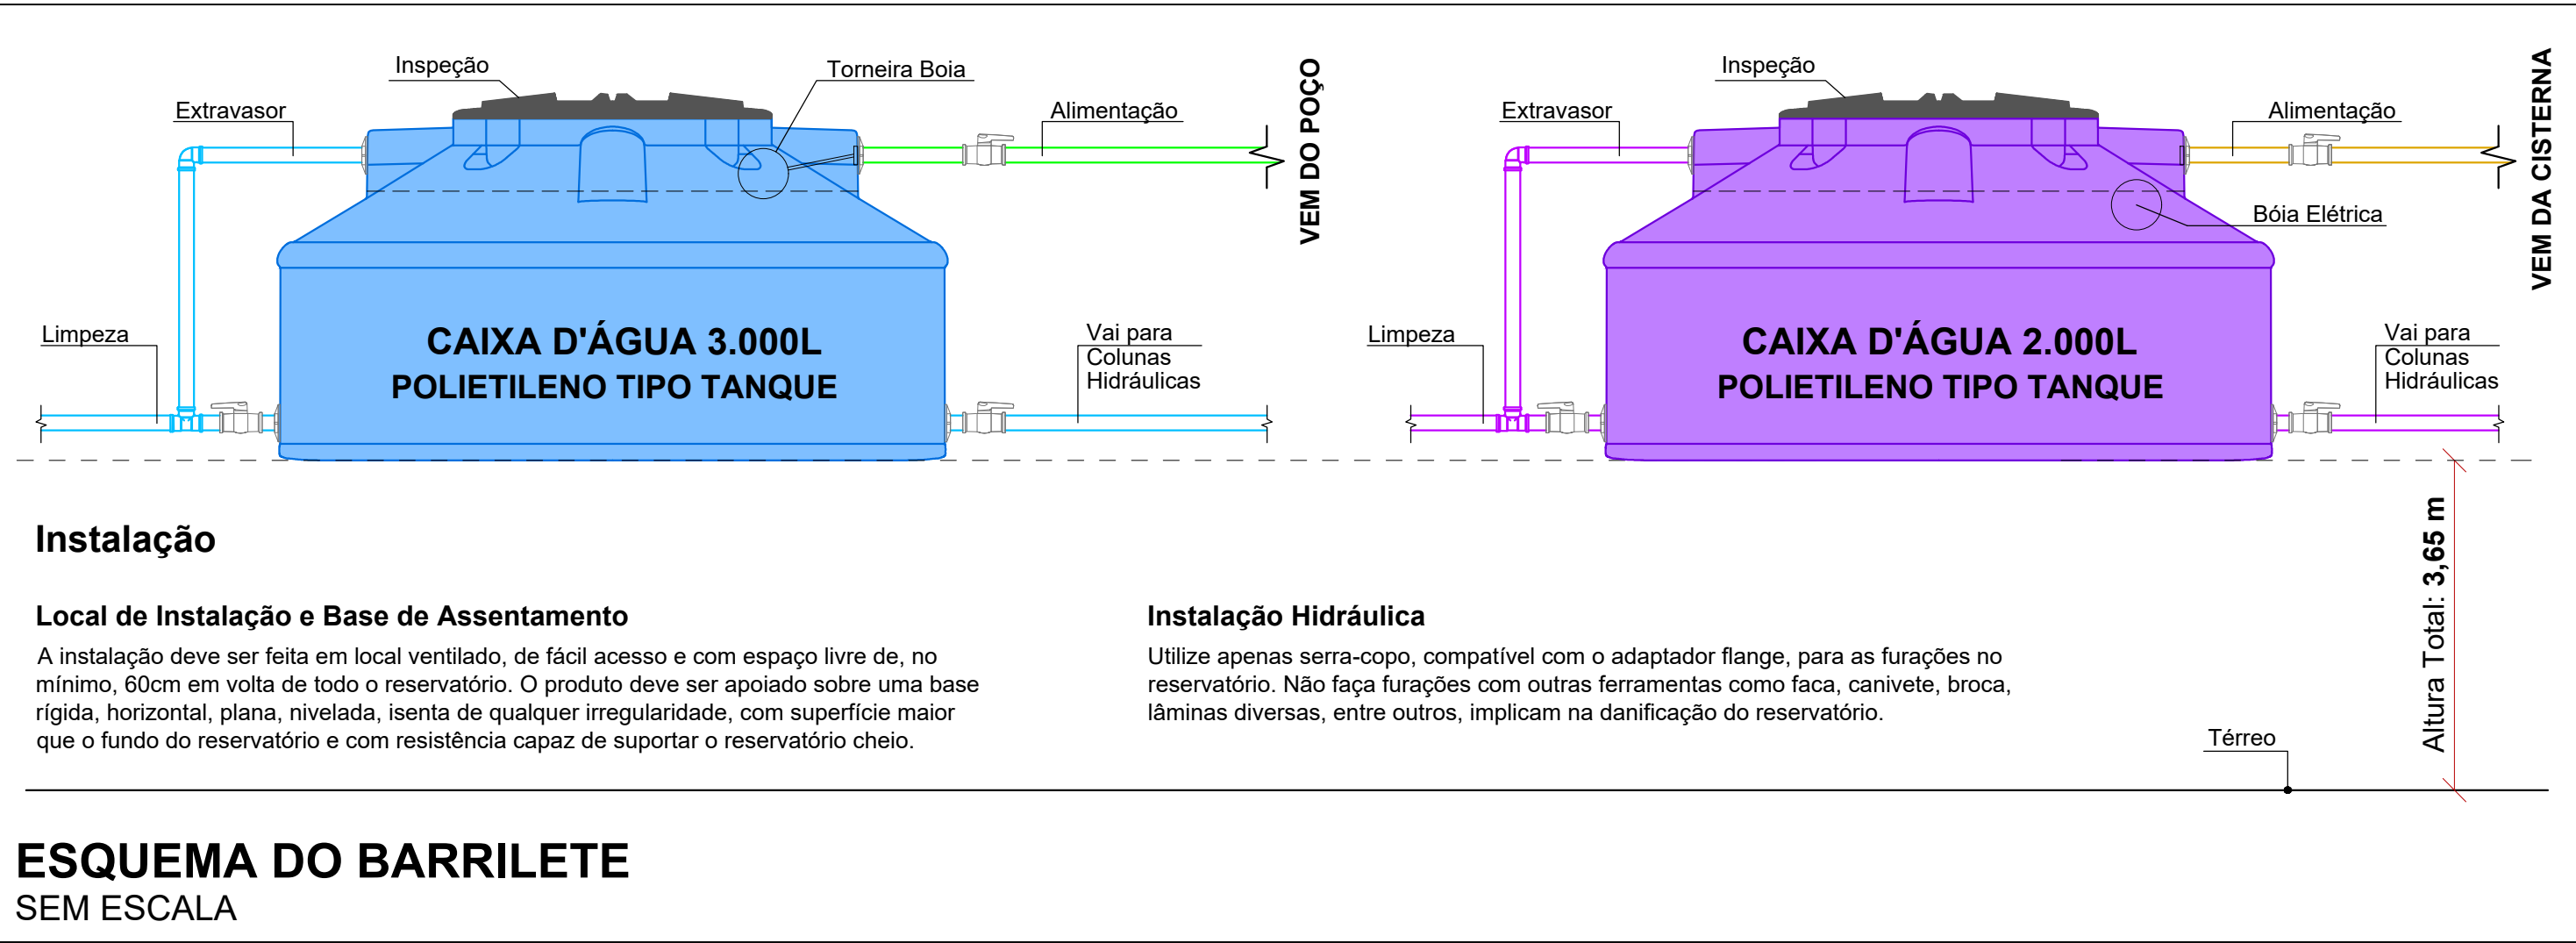 Inspeção
Torneira Boia
Extravasor
Alimentação
VEM DO POÇO
Limpeza
CAIXA D'ÁGUA 3.000L
POLIETILENO TIPO TANQUE
Vai para
Colunas
Hidráulicas
Inspeção
Extravasor
Alimentação
VEM DA CISTERNA
Bóia Elétrica
Limpeza
CAIXA D'ÁGUA 2.000L
POLIETILENO TIPO TANQUE
Vai para
Colunas
Hidráulicas
Instalação
Local de Instalação e Base de Assentamento
A instalação deve ser feita em local ventilado, de fácil acesso e com espaço livre de, no
mínimo, 60cm em volta de todo o reservatório. O produto deve ser apoiado sobre uma base
rígida, horizontal, plana, nivelada, isenta de qualquer irregularidade, com superfície maior
que o fundo do reservatório e com resistência capaz de suportar o reservatório cheio.
Instalação Hidráulica
Utilize apenas serra-copo, compatível com o adaptador flange, para as furações no
reservatório. Não faça furações com outras ferramentas como faca, canivete, broca,
lâminas diversas, entre outros, implicam na danificação do reservatório.
Altura Total: 3,65 m
Térreo
ESQUEMA DO BARRILETE
SEM ESCALA